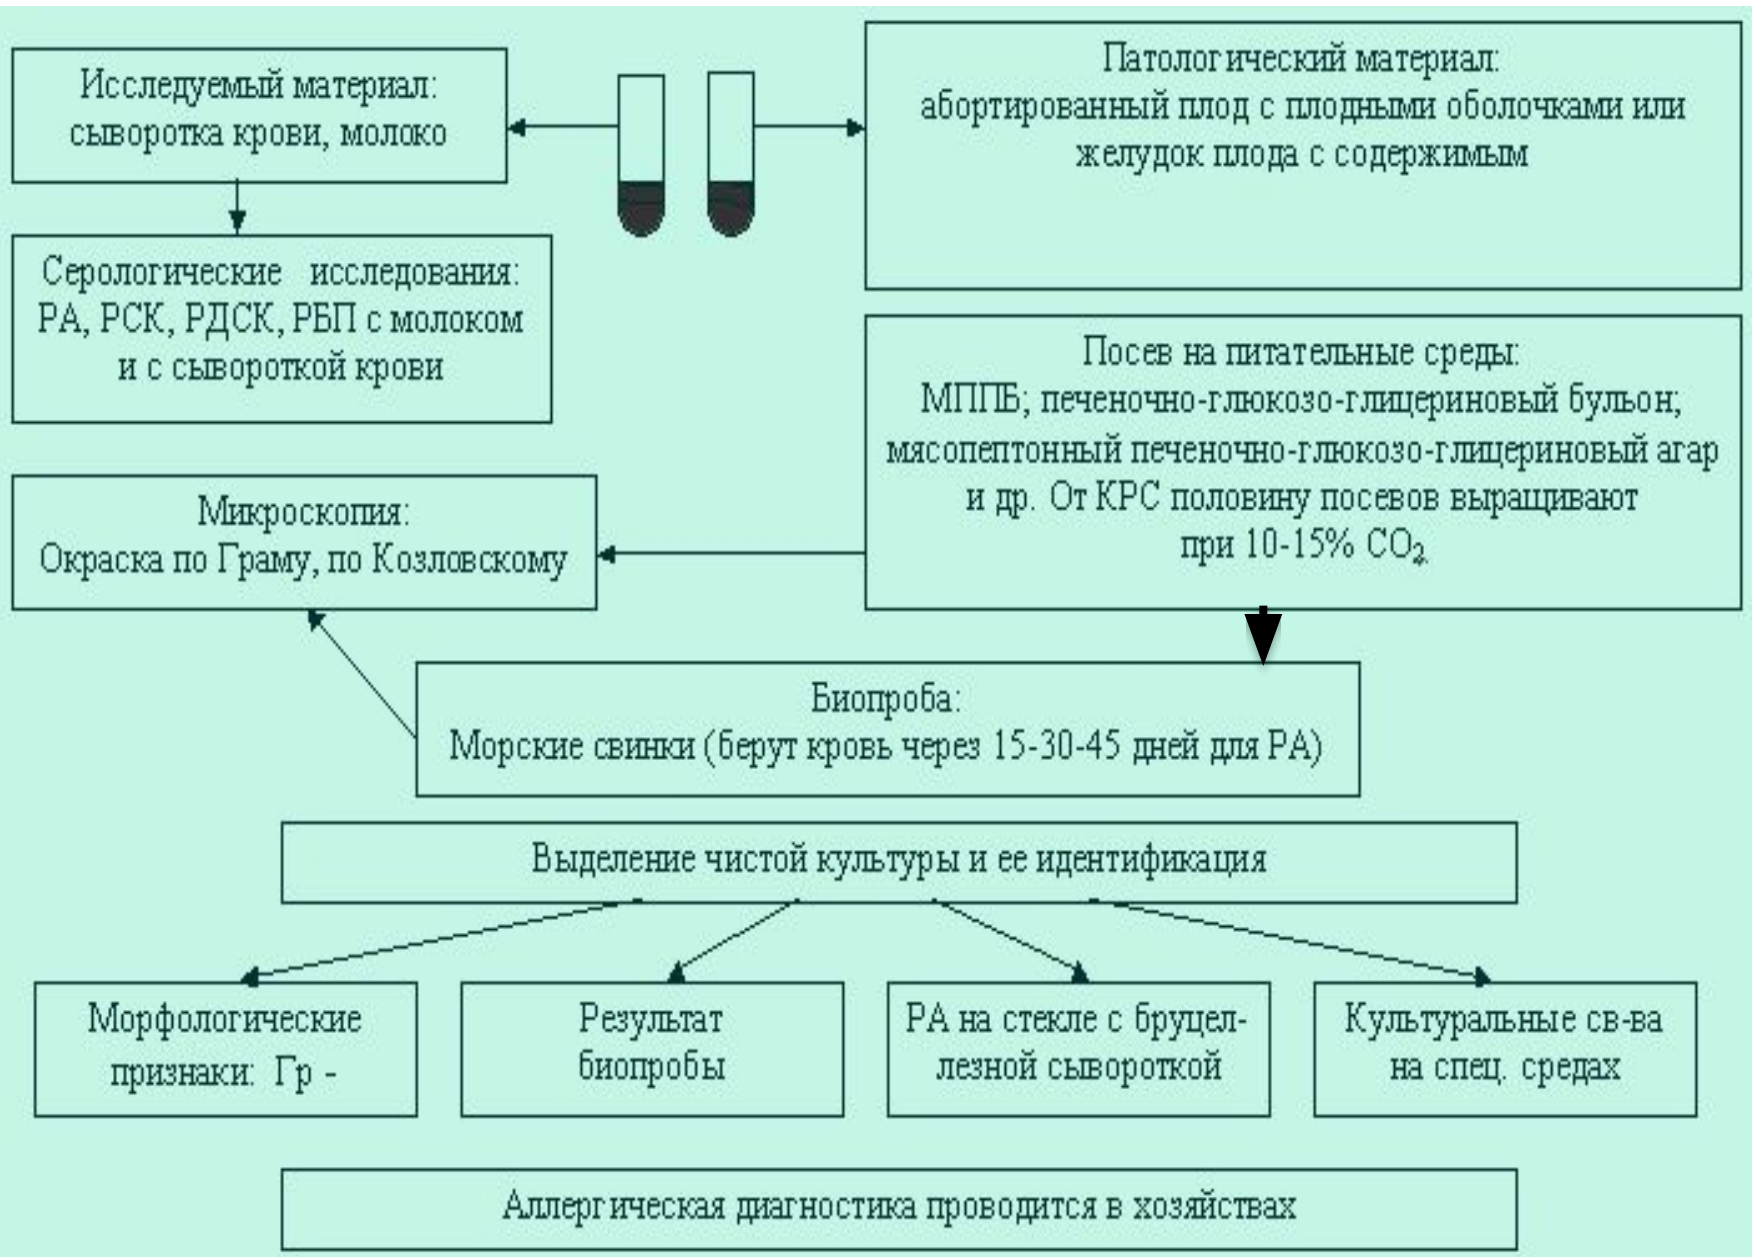 Исследуемый материал:
сыворотка крови, молоко
Патологический материал:
абортированный плод с плодными оболочками или
желудок плода с содержимым
Серологические исследования:
РА, РСК, РДСК, РБП с молоком
и с сывороткой крови
Посев на питательные среды:
МППБ; печеночно-глюкозо-глицериновый бульон;
мясопептонный печеночно-глюкозо-глицериновый агар
и др. От КРС половину посевов выращивают
при 10-15% CO₂.
Микроскопия:
Окраска по Граму, по Козловскому
Биопроба:
Морские свинки (берут кровь через 15-30-45 дней для РА)
Выделение чистой культуры и ее идентификация
Морфологические
признаки: Гр -
Результат
биопробы
РА на стекле с бруцел-
лезной сывороткой
Культуральные св-ва
на спец. средах
Аллергическая диагностика проводится в хозяйствах